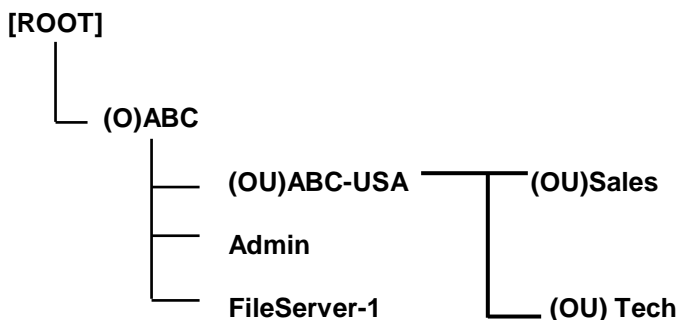 [ROOT]
(O)ABC
(OU)ABC-USA
(OU)Sales
Admin
FileServer-1
(OU) Tech